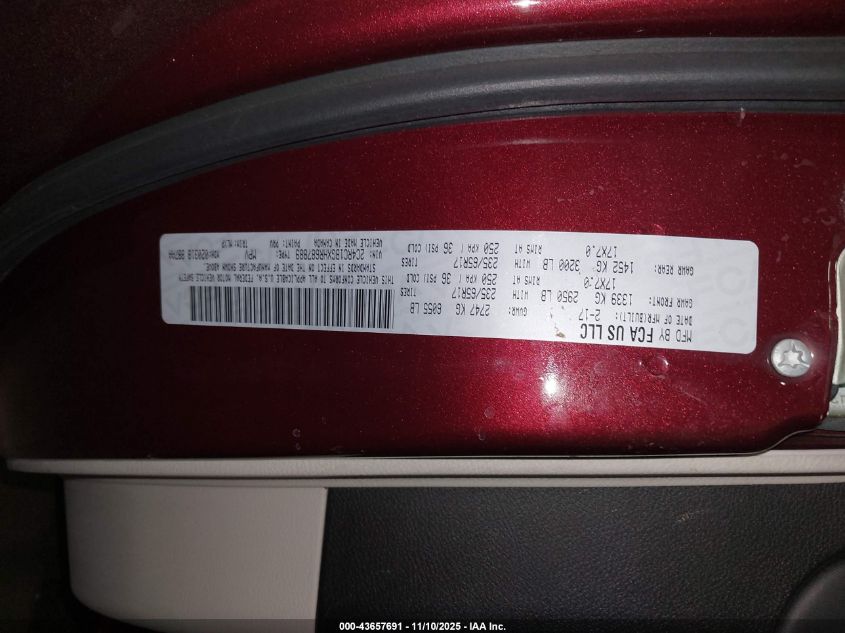 MFD BY FCA US LLC
DATE OF MFR(BUILT): 2-17 GVWR: 2747 KG 6055 LB
GAWR FRONT: 1339 KG 2950 LB WITH TIRES 235/65R17
17X7.0 RIMS AT 250 KPA ( 36 PSI) COLD
GAWR REAR: 1452 KG 3200 LB WITH TIRES 235/65R17
17X7.0 RIMS AT 250 KPA ( 36 PSI) COLD
THIS VEHICLE CONFORMS TO ALL APPLICABLE U.S.A. FEDERAL MOTOR VEHICLE SAFETY
STANDARDS IN EFFECT ON THE DATE OF MANUFACTURE SHOWN ABOVE.
VIN: TYPE: MPV
VEHICLE MADE IN CANADA PAINT: PRV TRIM:
000-43657691 — 11/10/2025 — IAA Inc.